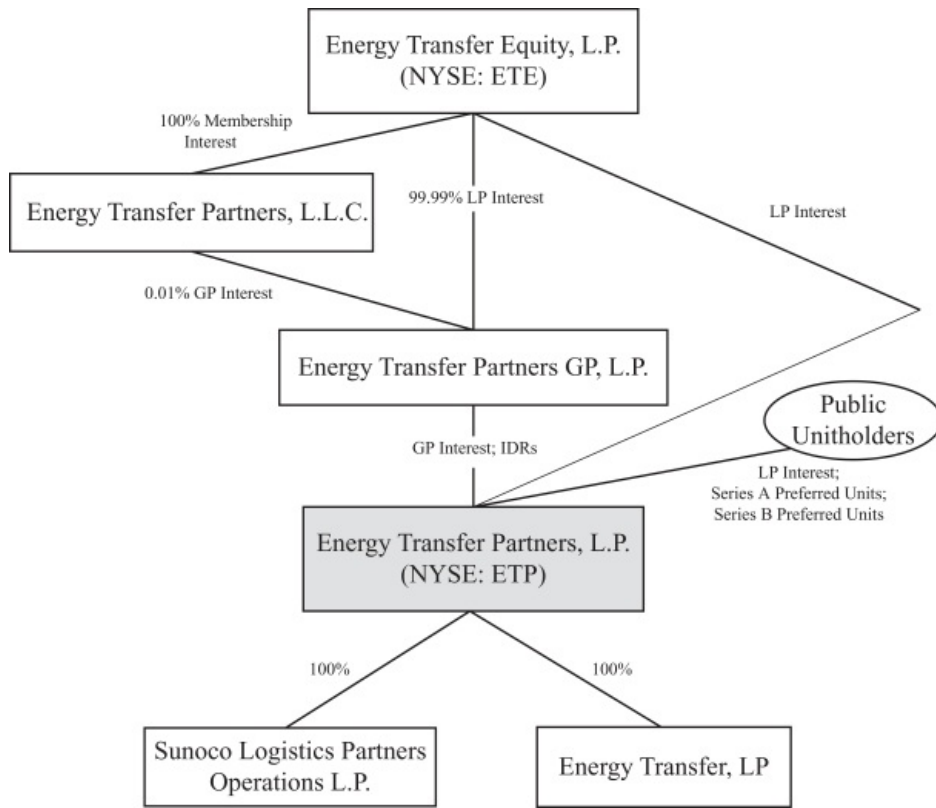 Energy Transfer Equity, L.P.
(NYSE: ETE)
100% Membership
Interest
Energy Transfer Partners, L.L.C.
99.99% LP Interest
LP Interest
0.01% GP Interest
Energy Transfer Partners GP, L.P.
Public
Unitholders
GP Interest; IDRs
LP Interest;
Series A Preferred Units;
Series B Preferred Units
Energy Transfer Partners, L.P.
(NYSE: ETP)
100%
100%
Sunoco Logistics Partners
Operations L.P.
Energy Transfer, LP